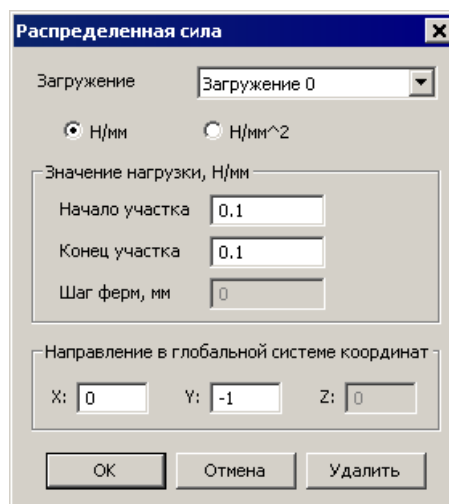 Распределенная сила
Загружение Загружение 0
Н/мм Н/мм^2
Значение нагрузки, Н/мм
Начало участка 0.1
Конец участка 0.1
Шаг ферм, мм 0
Направление в глобальной системе координат
X: 0 Y: -1 Z: 0
OK Отмена Удалить